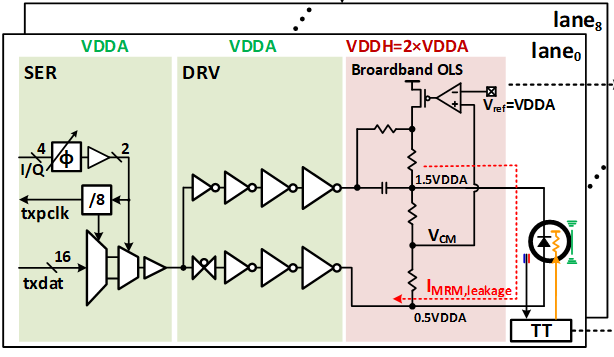 lane8
lane0
VDDA
VDDA
VDDH=2×VDDA
SER
DRV
Broardband OLS
Vref=VDDA
4
2
I/Q
Φ
/8
txpclk
16
txdat
1.5VDDA
VCM
IMRM,leakage
0.5VDDA
TT